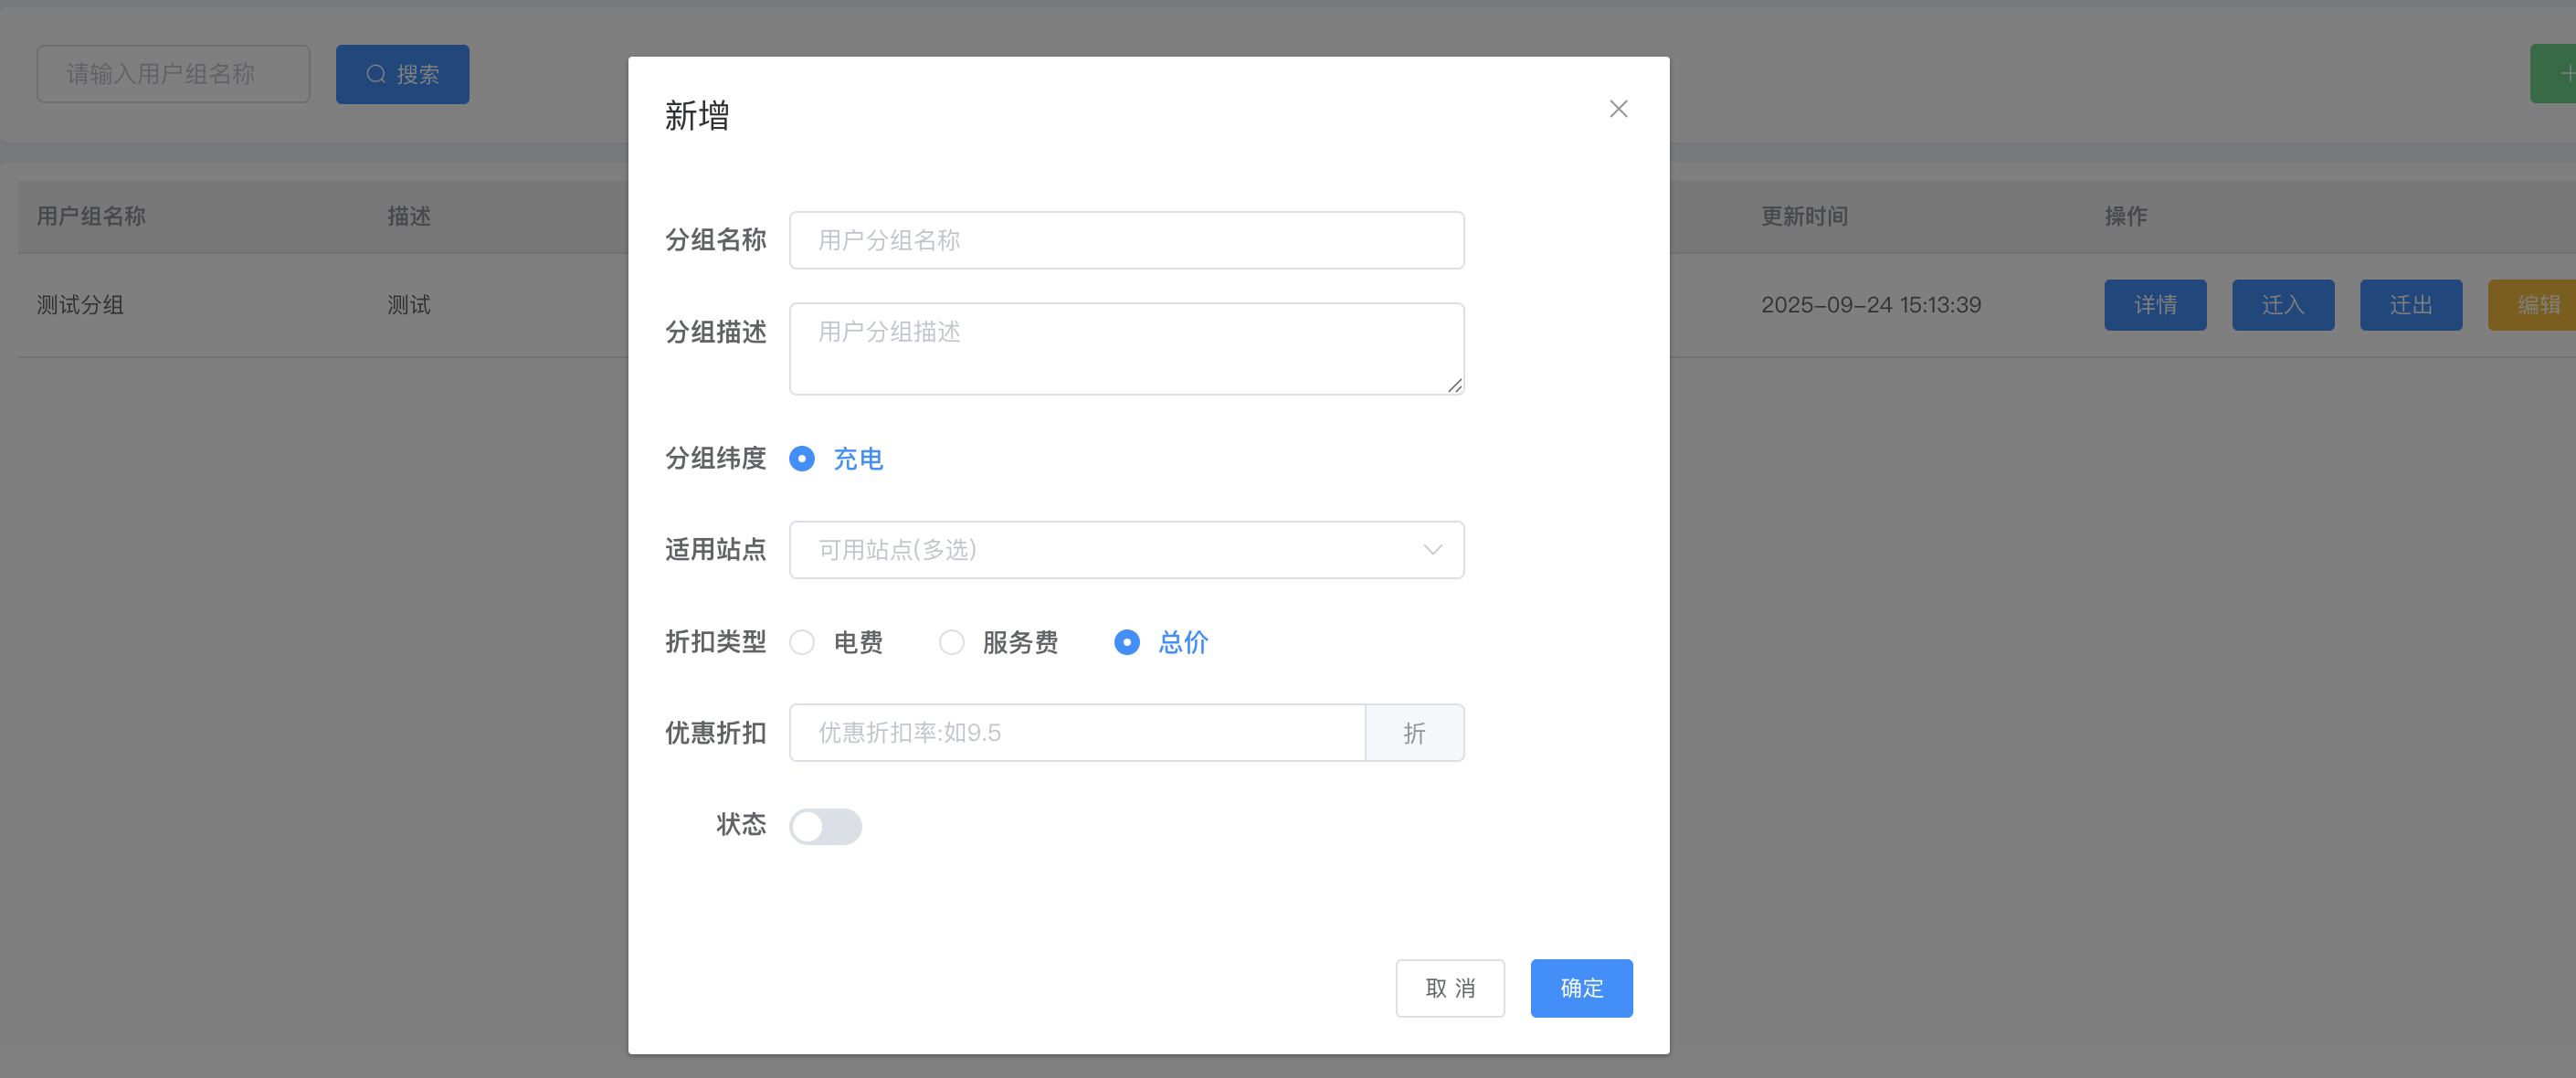 请输入用户组名称 搜索
新增
用户组名称 描述 更新时间 操作
分组名称 用户分组名称
测试分组 测试 2025-09-24 15:13:39 详情 迁入 迁出 编辑
分组描述 用户分组描述
分组纬度 充电
适用站点 可用站点(多选)
折扣类型 电费 服务费 总价
优惠折扣 优惠折扣率:如9.5 折
状态
取 消 确定